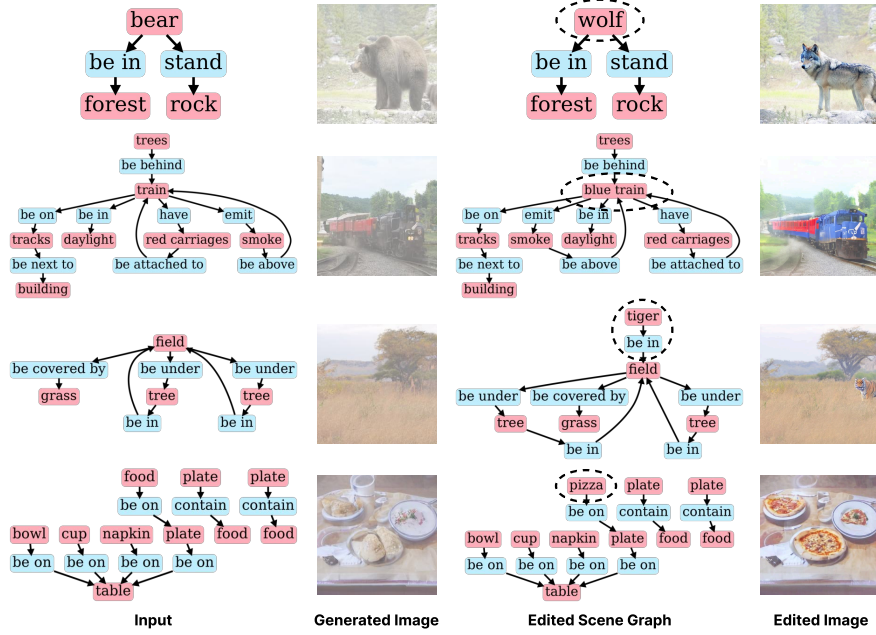 bear
wolf
be in stand
be in stand
forest rock
forest rock
trees
be behind
train
be on be in have emit
tracks daylight red carriages smoke
be next to be attached to be above
building
trees
be behind
blue train
be on emit be in have
tracks smoke daylight red carriages
be next to be above be attached to
building
field
be covered by be under be under
grass tree tree
be in be in
tiger
be in
field
be under be covered by be under
tree grass tree
be in be in
food plate plate
be on contain contain
bowl cup napkin plate food food
be on be on be on be on
table
pizza plate plate
be on contain contain
bowl cup napkin plate food food
be on be on be on be on
table
Input Generated Image Edited Scene Graph Edited Image